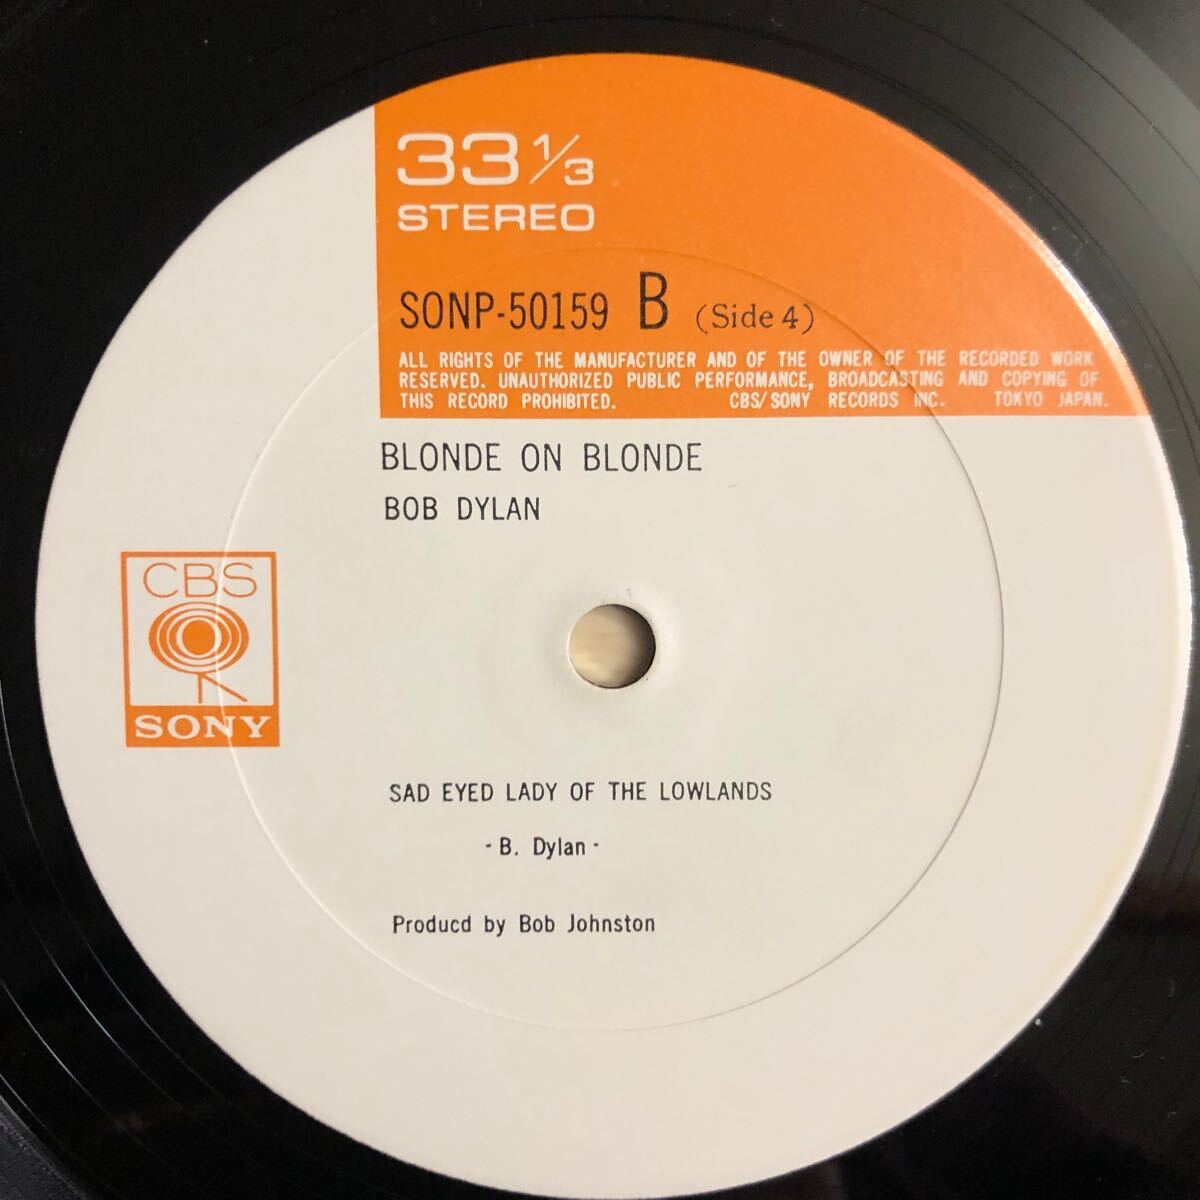 33 1/3
STEREO
SONP-50159 B (Side 4)
ALL RIGHTS OF THE MANUFACTURER AND OF THE OWNER OF THE RECORDED WORK
RESERVED. UNAUTHORIZED PUBLIC PERFORMANCE, BROADCASTING AND COPYING OF
THIS RECORD PROHIBITED. CBS/SONY RECORDS INC. TOKYO JAPAN.
BLONDE ON BLONDE
BOB DYLAN
CBS
SONY
SAD EYED LADY OF THE LOWLANDS
- B. Dylan -
Producd by Bob Johnston